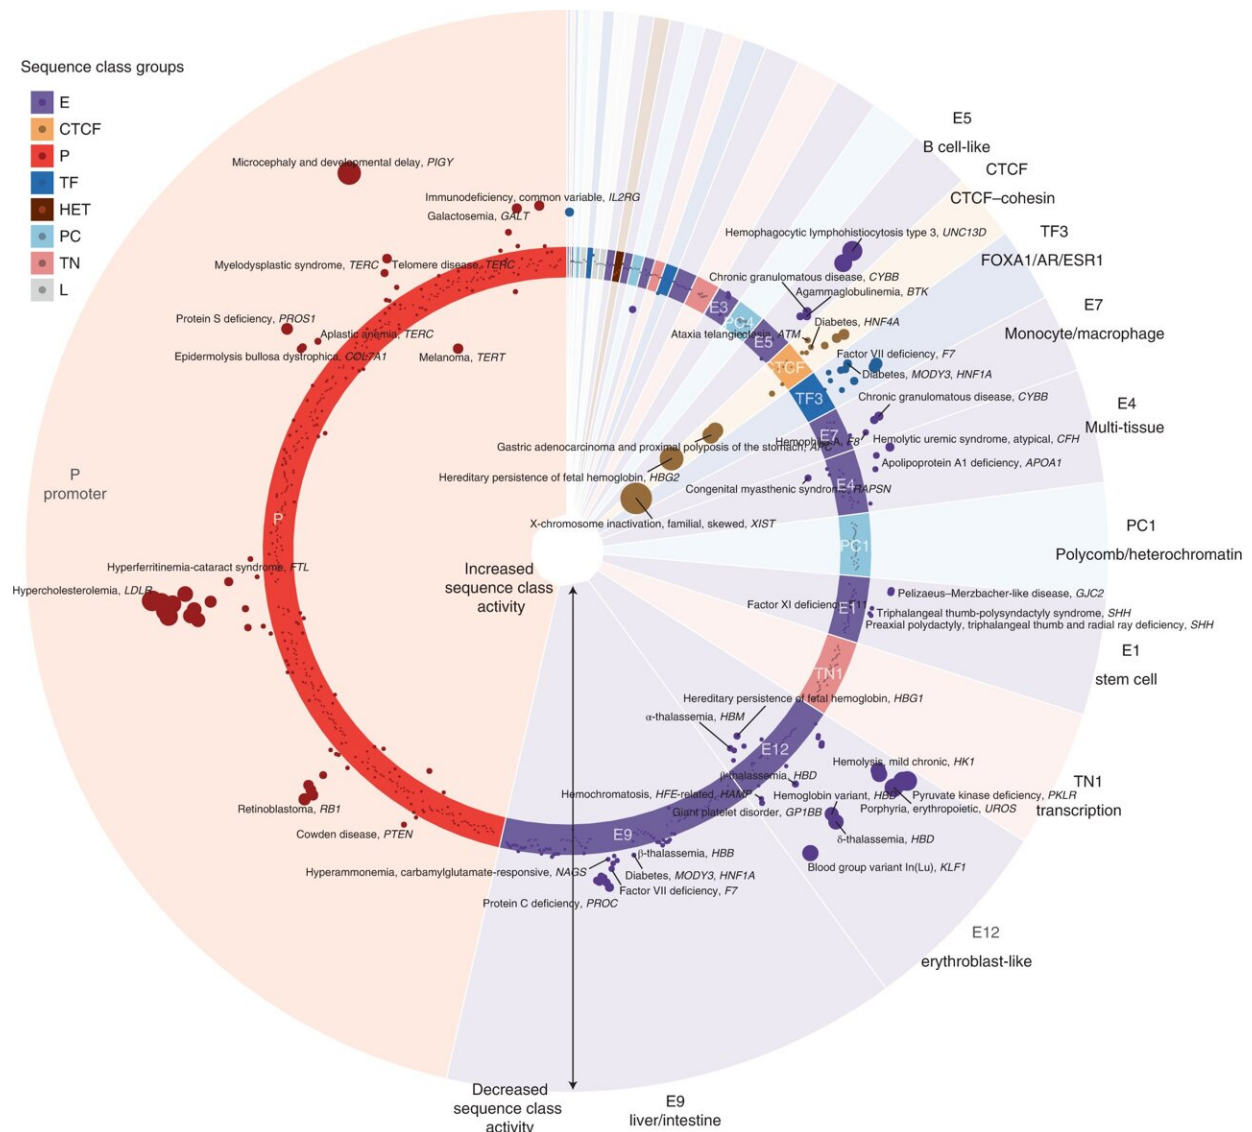 Sequence class groups
E
CTCF
P
TF
HET
PC
TN
L
E5
B cell-like
CTCF
CTCF–cohesin
TF3
FOXA1/AR/ESR1
E7
Monocyte/macrophage
E4
Multi-tissue
PC1
Polycomb/heterochromatin
E1
stem cell
TN1
transcription
E12
erythroblast-like
E9
liver/intestine
P
promoter
Microcephaly and developmental delay, PIGY
Immunodeficiency, common variable, IL2RG
Galactosemia, GALT
Myelodysplastic syndrome, TERC
Telomere disease, TERC
Protein S deficiency, PROS1
Aplastic anemia, TERC
Epidermolysis bullosa dystrophica, COL7A1
Melanoma, TERT
Hemophagocytic lymphohistiocytosis type 3, UNC13D
Chronic granulomatous disease, CYBB
Agammaglobulinemia, BTK
Ataxia telangiectasia, ATM
Diabetes, HNF4A
Factor VII deficiency, F7
Diabetes, MODY3, HNF1A
Chronic granulomatous disease, CYBB
Hemophilia A, F8
Hemolytic uremic syndrome, atypical, CFH
Gastric adenocarcinoma and proximal polyposis of the stomach, APC
Apolipoprotein A1 deficiency, APOA1
Hereditary persistence of fetal hemoglobin, HBG2
Congenital myasthenic syndrome, RAPSN
X-chromosome inactivation, familial, skewed, XIST
Hyperferritinemia-cataract syndrome, FTL
Hypercholesterolemia, LDLR
Increased
sequence class
activity
Pelizaeus–Merzbacher-like disease, GJC2
Factor XI deficiency, F11
Triphalangeal thumb-polysyndactyly syndrome, SHH
Preaxial polydactyly, triphalangeal thumb and radial ray deficiency, SHH
Hereditary persistence of fetal hemoglobin, HBG1
α-thalassemia, HBM
Hemolysis, mild chronic, HK1
β-thalassemia, HBD
Hemochromatosis, HFE-related, HAMP
Hemoglobin variant, HBD
Pyruvate kinase deficiency, PKLR
Porphyria, erythropoietic, UROS
Giant platelet disorder, GP1BB
δ-thalassemia, HBD
Retinoblastoma, RB1
Cowden disease, PTEN
β-thalassemia, HBB
Blood group variant In(Lu), KLF1
Hyperammonemia, carbamylglutamate-responsive, NAGS
Diabetes, MODY3, HNF1A
Factor VII deficiency, F7
Protein C deficiency, PROC
Decreased
sequence class
activity
E3
PC4
E5
CTCF
TF3
E7
E4
PC1
E1
TN1
E12
E9
P